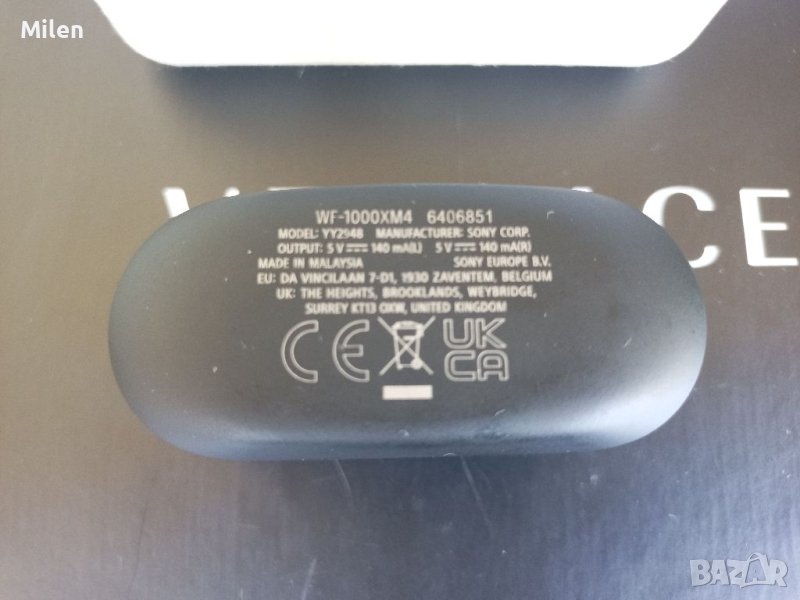 Milen
WF-1000XM4 6406851
MODEL: YY2948 MANUFACTURER: SONY CORP.
OUTPUT: 5 V⎓140 mA(L) 5 V⎓140 mA(R)
MADE IN MALAYSIA SONY EUROPE B.V.
EU: DA VINCILAAN 7-D1, 1930 ZAVENTEM, BELGIUM
UK: THE HEIGHTS, BROOKLANDS, WEYBRIDGE,
SURREY KT13 0XW, UNITED KINGDOM
CE
UK
CA
BAZAR